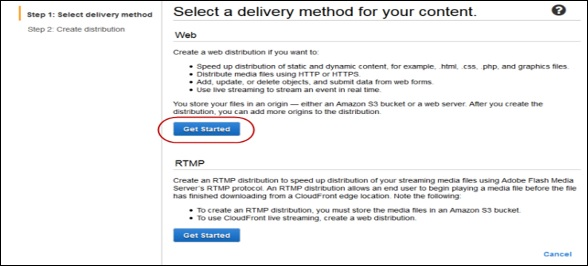 Step 1: Select delivery method
Step 2: Create distribution
Select a delivery method for your content.
?
Web
Create a web distribution if you want to:
• Speed up distribution of static and dynamic content, for example, .html, .css, .php, and graphics files.
• Distribute media files using HTTP or HTTPS.
• Add, update, or delete objects, and submit data from web forms.
• Use live streaming to stream an event in real time.
You store your files in an origin — either an Amazon S3 bucket or a web server. After you create the
distribution, you can add more origins to the distribution.
Get Started
RTMP
Create an RTMP distribution to speed up distribution of your streaming media files using Adobe Flash Media
Server's RTMP protocol. An RTMP distribution allows an end user to begin playing a media file before the file
has finished downloading from a CloudFront edge location. Note the following:
• To create an RTMP distribution, you must store the media files in an Amazon S3 bucket.
• To use CloudFront live streaming, create a web distribution.
Get Started
Cancel